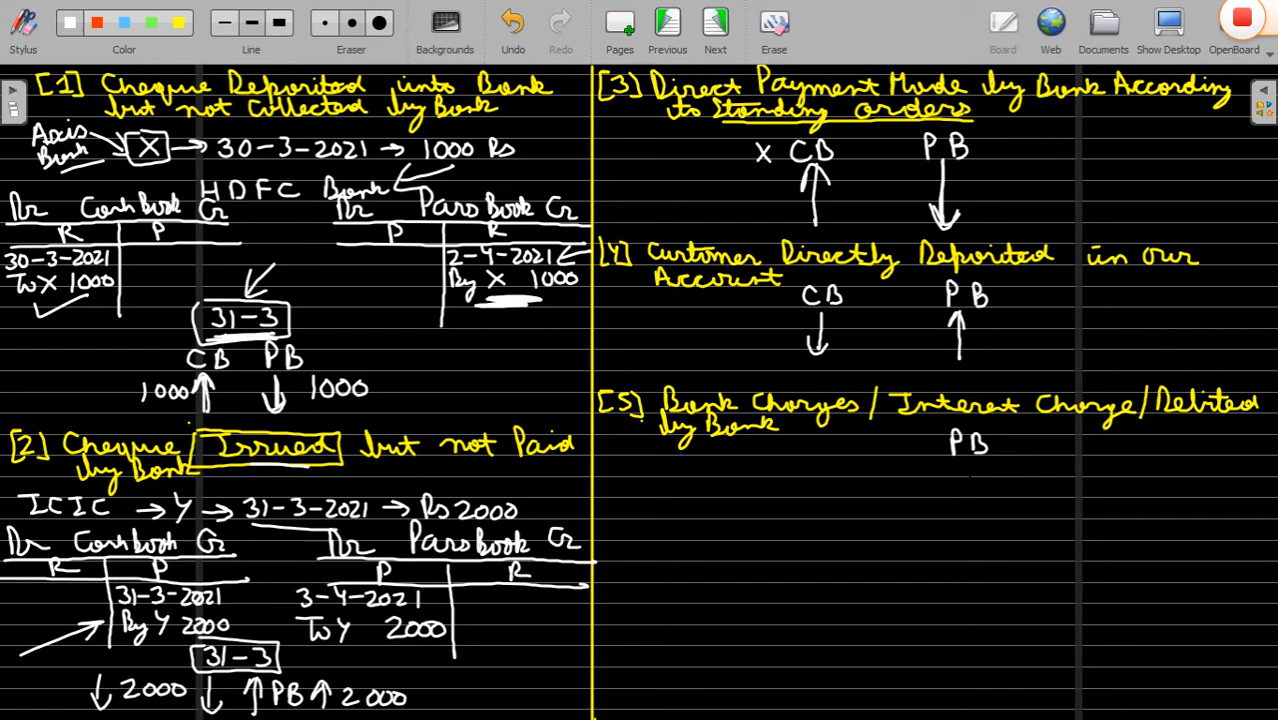 Stylus
Color
Line
Eraser
Backgrounds
Undo
Redo
Pages
Previous
Next
Erase
Board
Web
Documents
Show Desktop
OpenBoard
[1] Cheque Deposited into Bank
but not Collected by Bank
Axis
Bank
X → 30-3-2021 → 1000 Rs
HDFC Bank
Dr Cash Book Cr
R P
30-3-2021
To X 1000
Dr Pass Book Cr
P R
2-4-2021
By X 1000
31-3
CB PB
1000 1000
[2] Cheque Issued but not Paid
by Bank
ICIC → Y → 31-3-2021 → Rs 2000
Dr Cash Book Cr
R P
31-3-2021
By Y 2000
Dr Pass Book Cr
P R
3-4-2021
To Y 2000
31-3
↓ 2000 ↓ ↑ PB ↑ 2000
[3] Direct Payment Made by Bank According
to Standing orders
X CB PB
[4] Customer Directly Deposited in our
Account
CB PB
[5] Bank Charges / Interest Charge / Debited
by Bank
PB